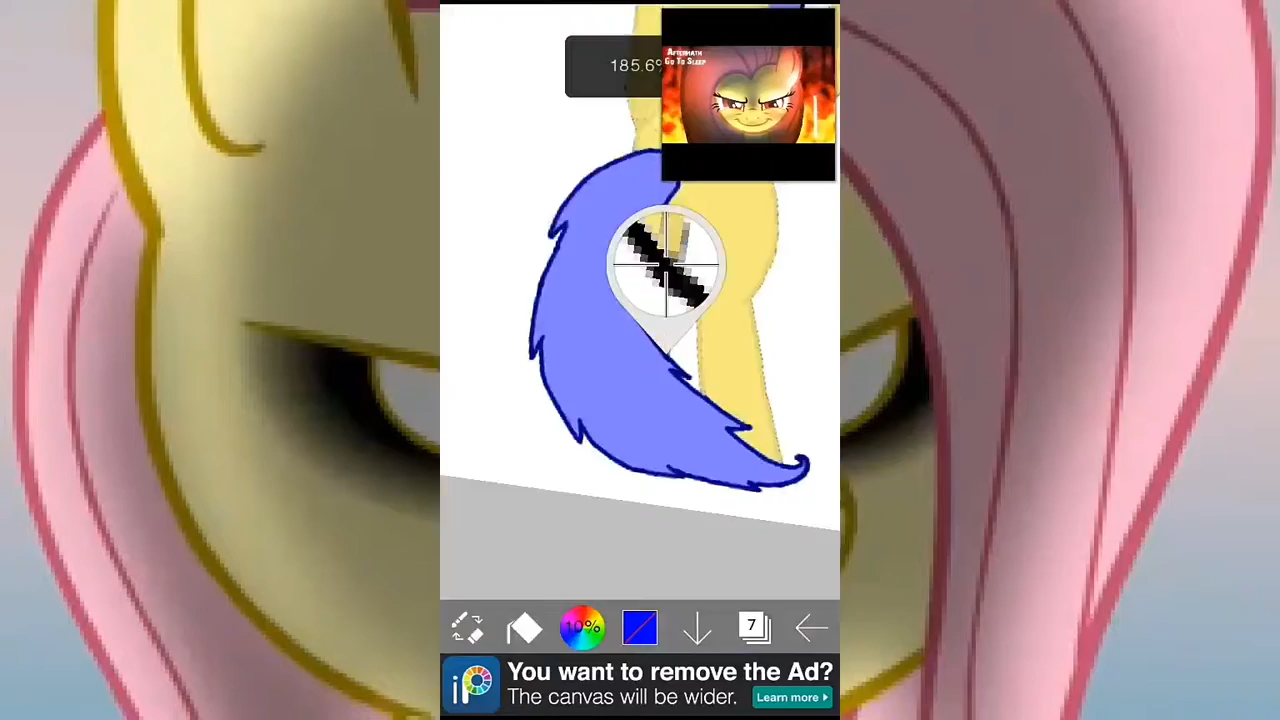 185.6°
AFTERMATH
GO TO SLEEP
10%
7
iP
You want to remove the Ad?
The canvas will be wider.
Learn more